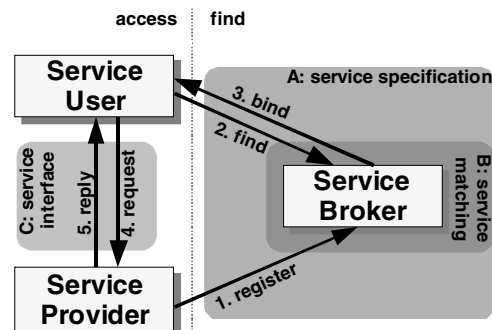 access
find
Service
User
A: service specification
3. bind
2. find
C: service
interface
5. reply
4. request
Service
Broker
B: service
matching
Service
Provider
1. register